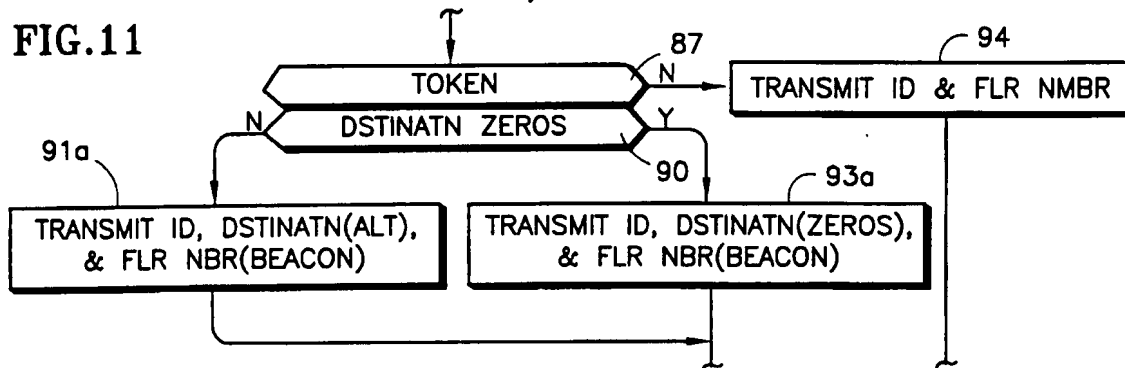 FIG.11
87
94
TOKEN
N
TRANSMIT ID & FLR NMBR
N
DSTINATN ZEROS
Y
91a
90
93a
TRANSMIT ID, DSTINATN(ALT),
& FLR NBR(BEACON)
TRANSMIT ID, DSTINATN(ZEROS),
& FLR NBR(BEACON)